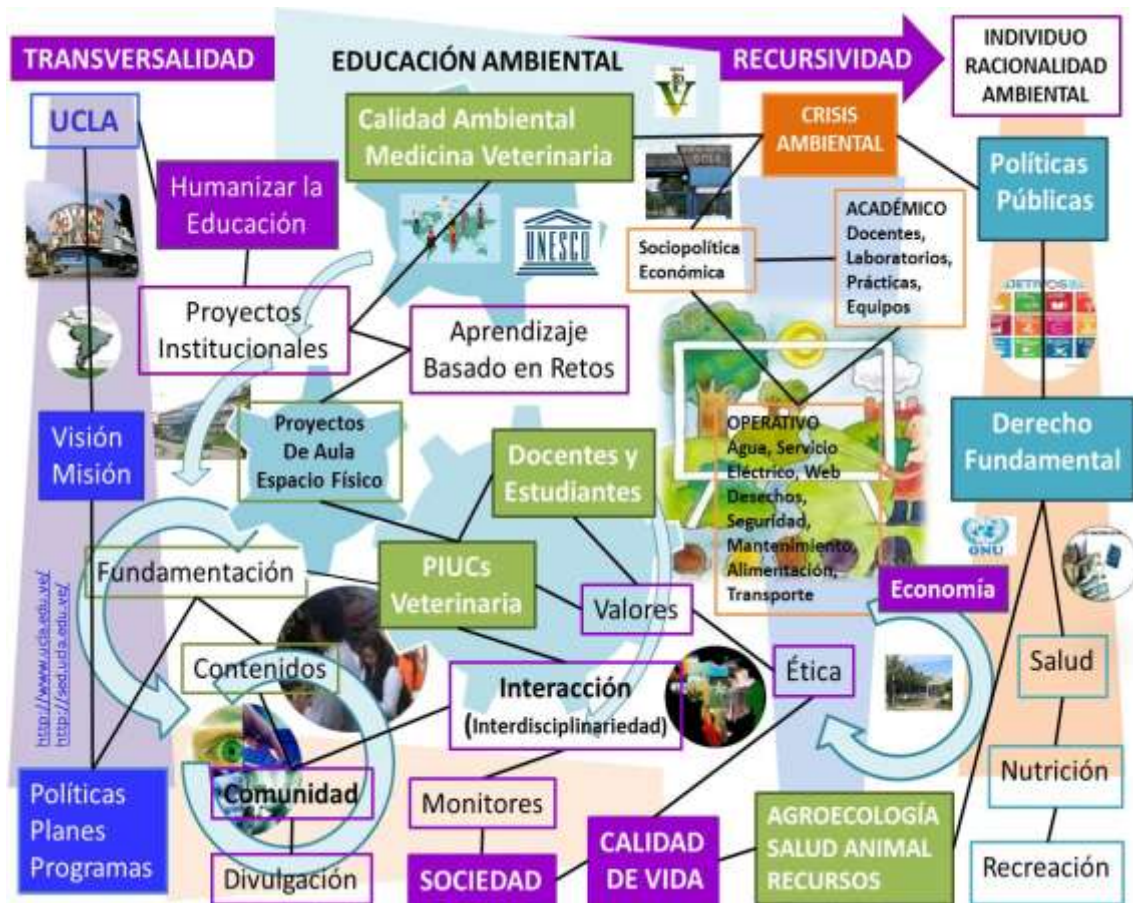 TRANSVERSALIDAD
EDUCACIÓN AMBIENTAL
RECURSIVIDAD
INDIVIDUO
RACIONALIDAD
AMBIENTAL
UCLA
Calidad Ambiental
Medicina Veterinaria
CRISIS
AMBIENTAL
Humanizar la
Educación
UNESCO
Sociopolítica
Económica
ACADÉMICO
Docentes,
Laboratorios,
Prácticas,
Equipos
Políticas
Públicas
Proyectos
Institucionales
Aprendizaje
Basado en Retos
Visión
Misión
Proyectos
De Aula
Espacio Físico
Docentes y
Estudiantes
OPERATIVO
Agua, Servicio
Eléctrico, Web
Desechos,
Seguridad,
Mantenimiento,
Alimentación,
Transporte
Derecho
Fundamental
ONU
Fundamentación
PIUCs
Veterinaria
Valores
Economía
http://www.ucla.edu.ve/
http://sed.ucla.edu.ve/
Contenidos
Interacción
(Interdisciplinariedad)
Ética
Salud
Políticas
Planes
Programas
Comunidad
Monitores
Nutrición
Divulgación
SOCIEDAD
CALIDAD
DE VIDA
AGROECOLOGÍA
SALUD ANIMAL
RECURSOS
Recreación